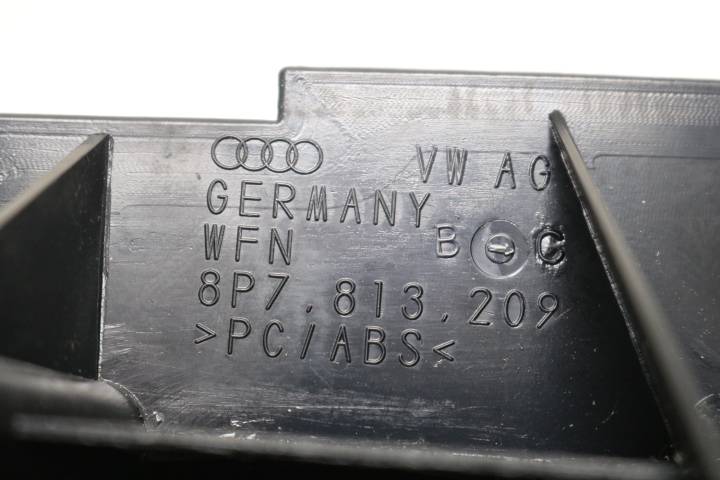 VW AG
GERMANY
WFN B C
8P7.813.209
>PC/ABS<